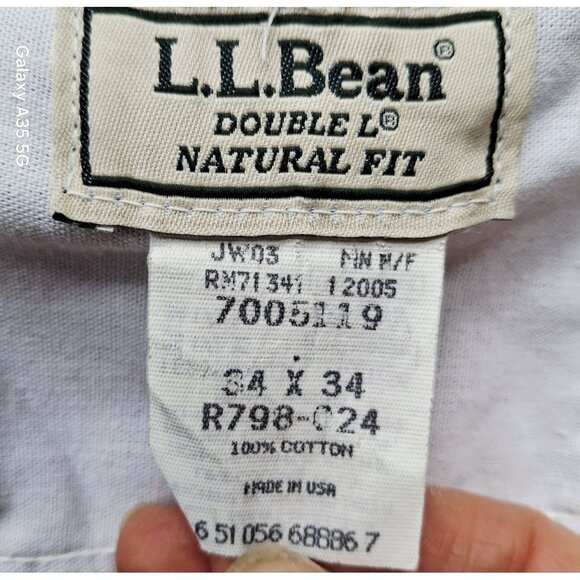 Galaxy A35 5G
L.L.Bean®
DOUBLE L®
NATURAL FIT
JW03 MN M/F
RM71341 12005
7005119
34 X 34
R798-C24
100% COTTON
MADE IN USA
6 51056 68886 7